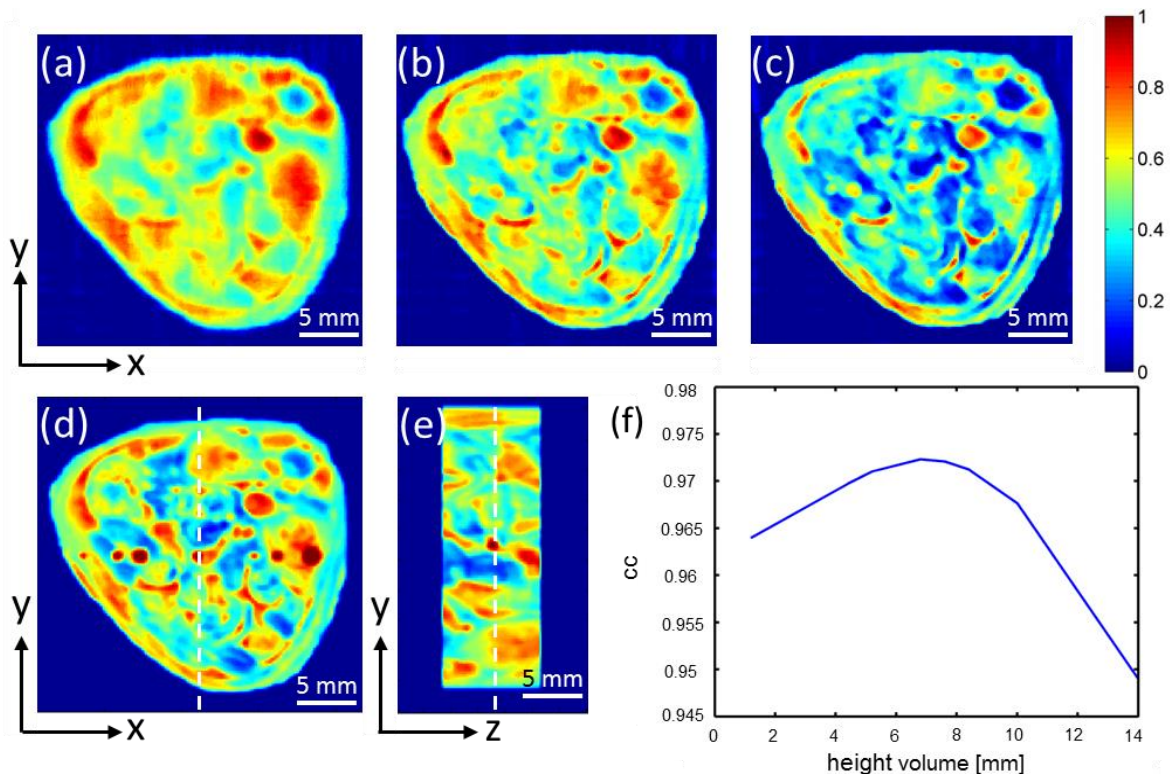 (a)
(b)
(c)
1
0.8
0.6
0.4
0.2
0
y
x
5 mm
5 mm
5 mm
(d)
(e)
(f)
y
x
5 mm
y
z
5 mm
0.98
0.975
0.97
0.965
0.96
0.955
0.95
0.945
cc
0 2 4 6 8 10 12 14
height volume [mm]